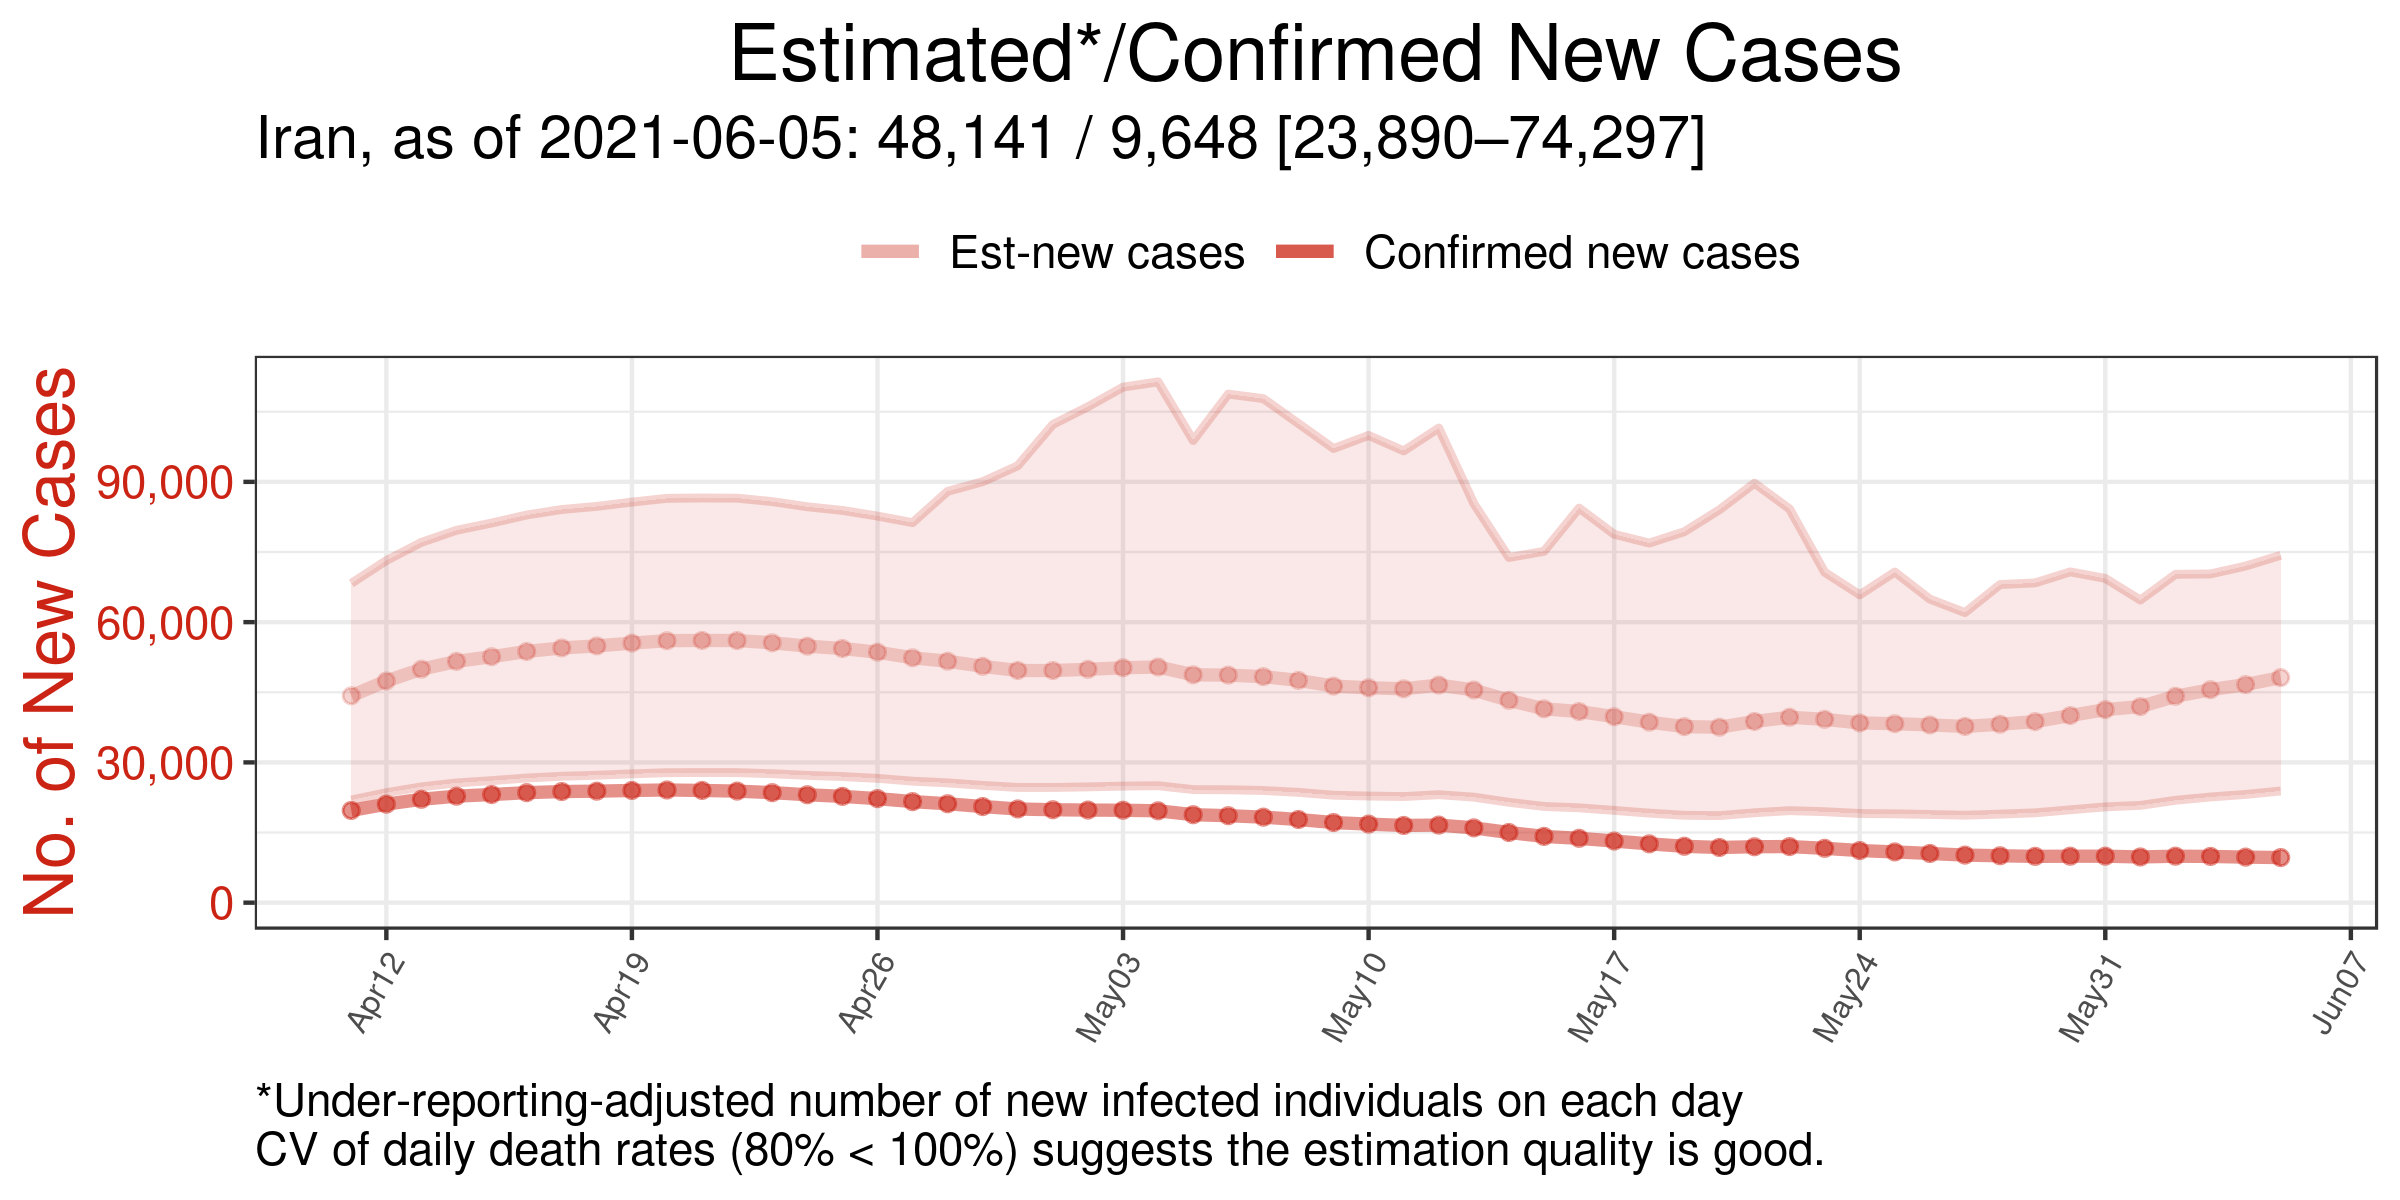 Estimated*/Confirmed New Cases
Iran, as of 2021-06-05: 48,141 / 9,648 [23,890–74,297]
Est-new cases
Confirmed new cases
No. of New Cases
90,000
60,000
30,000
0
Apr12
Apr19
Apr26
May03
May10
May17
May24
May31
Jun07
*Under-reporting-adjusted number of new infected individuals on each day
CV of daily death rates (80% < 100%) suggests the estimation quality is good.